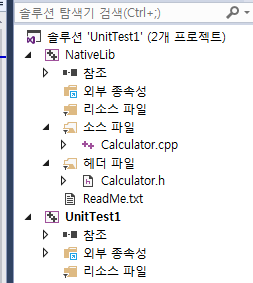 솔루션 탐색기 검색(Ctrl+;)
솔루션 'UnitTest1' (2개 프로젝트)
NativeLib
참조
외부 종속성
리소스 파일
소스 파일
Calculator.cpp
헤더 파일
Calculator.h
ReadMe.txt
UnitTest1
참조
외부 종속성
리소스 파일